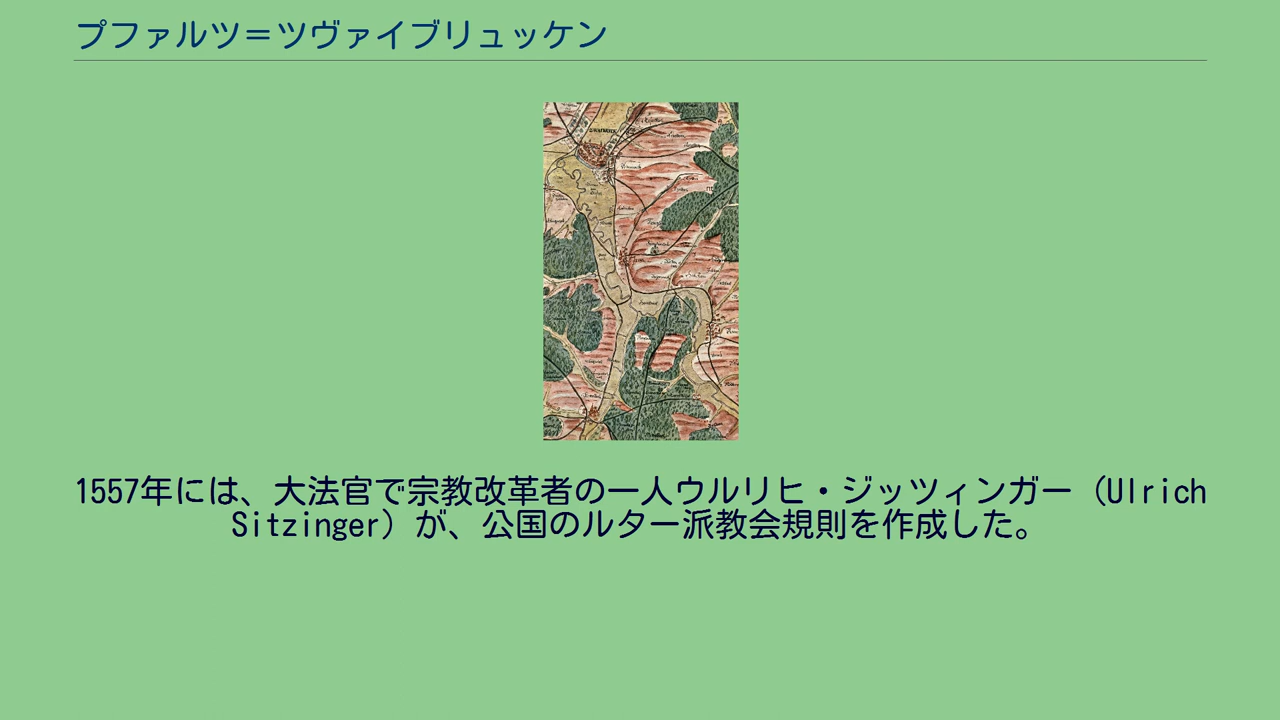 プファルツ＝ツヴァイブリュッケン
1557年には、大法官で宗教改革者の一人ウルリヒ・ジッツィンガー（Ulrich
Sitzinger）が、公国のルター派教会規則を作成した。